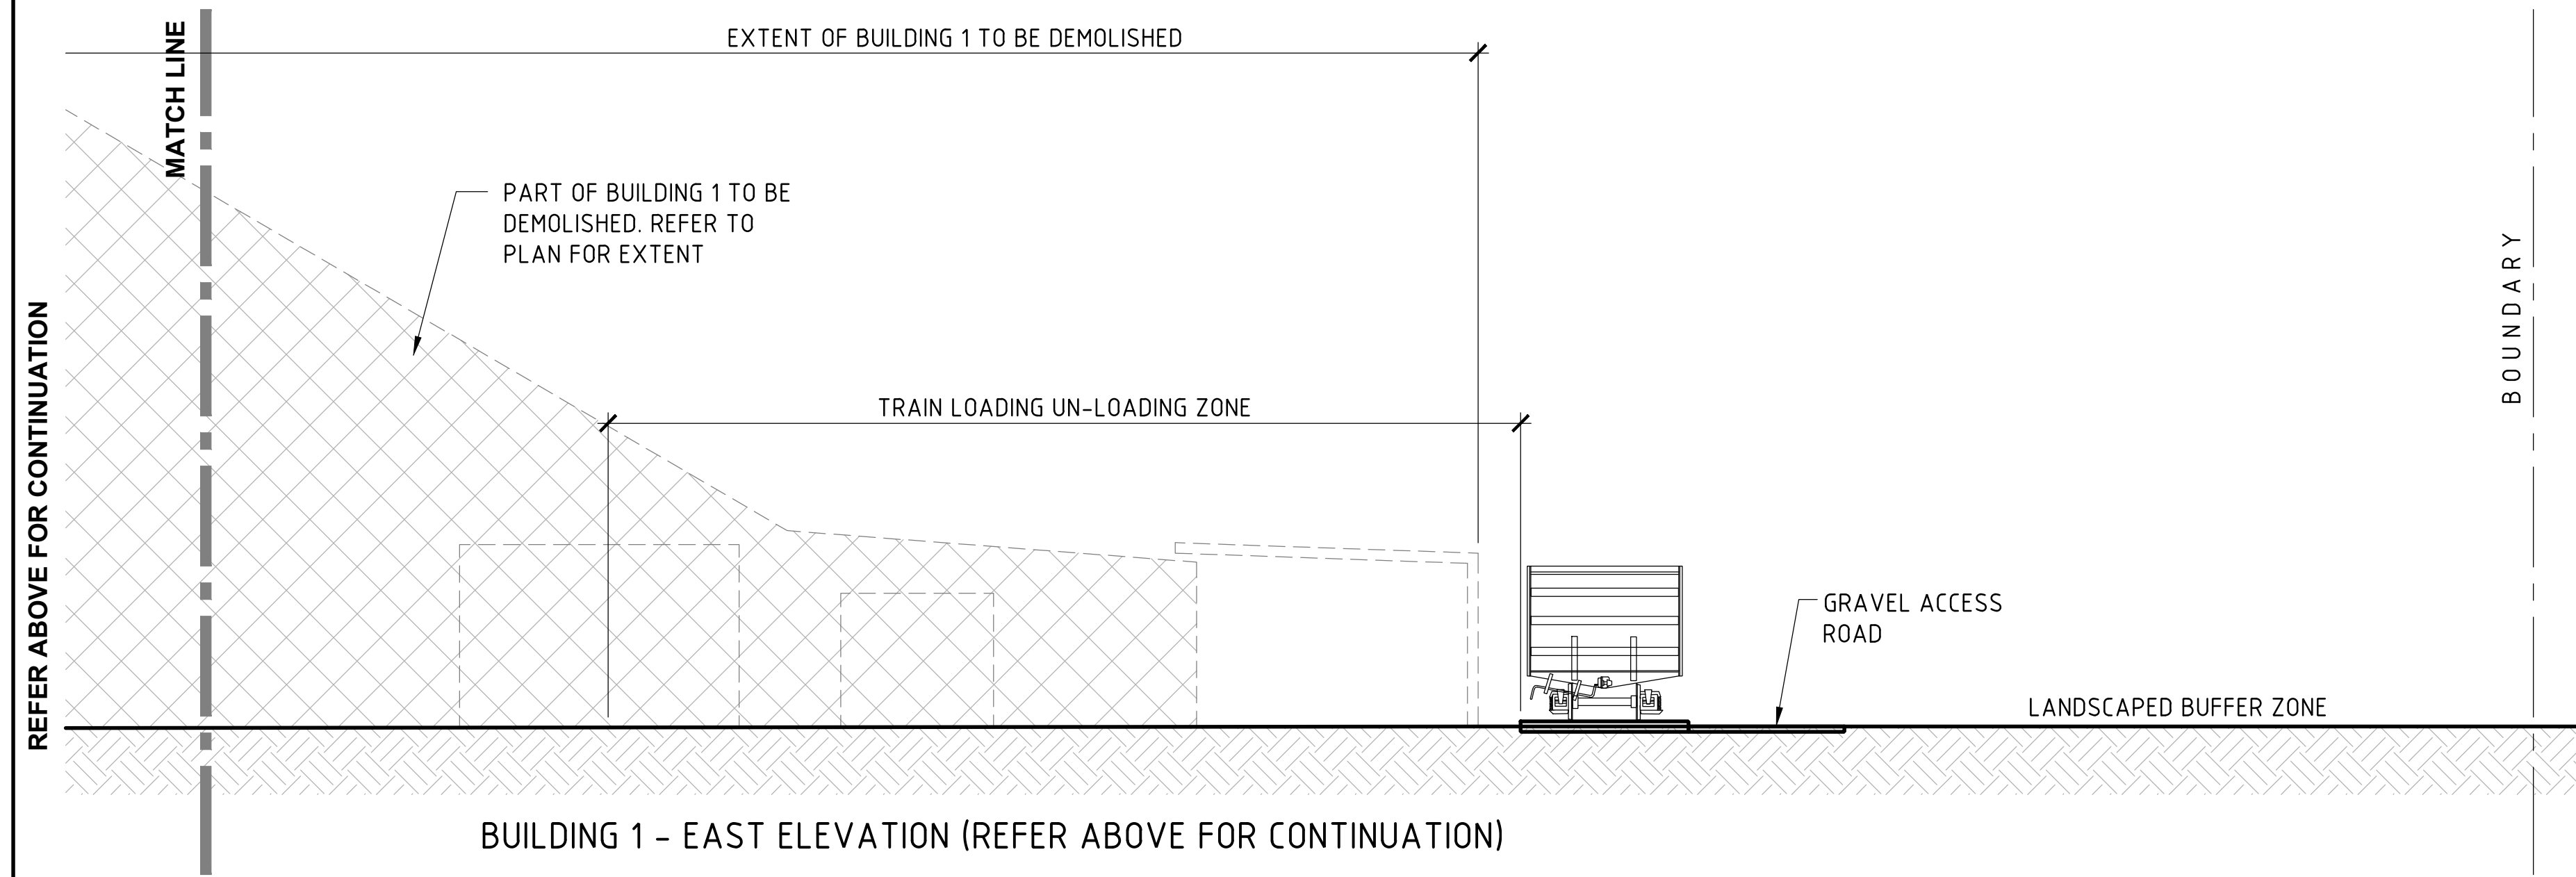 EXTENT OF BUILDING 1 TO BE DEMOLISHED
MATCH LINE
PART OF BUILDING 1 TO BE
DEMOLISHED. REFER TO
PLAN FOR EXTENT
BOUNDARY
REFER ABOVE FOR CONTINUATION
TRAIN LOADING UN-LOADING ZONE
GRAVEL ACCESS
ROAD
LANDSCAPED BUFFER ZONE
BUILDING 1 - EAST ELEVATION (REFER ABOVE FOR CONTINUATION)